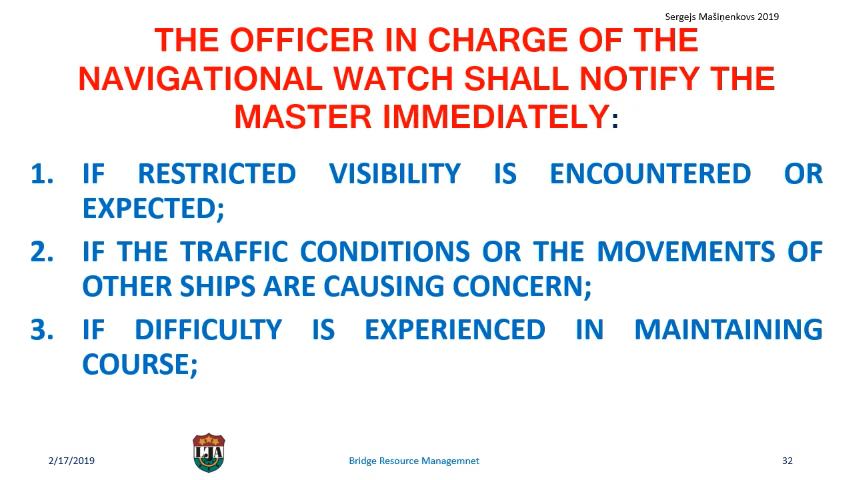 Sergejs Mašiņenkovs 2019
THE OFFICER IN CHARGE OF THE
NAVIGATIONAL WATCH SHALL NOTIFY THE
MASTER IMMEDIATELY:
1. IF RESTRICTED VISIBILITY IS ENCOUNTERED OR
EXPECTED;
2. IF THE TRAFFIC CONDITIONS OR THE MOVEMENTS OF
OTHER SHIPS ARE CAUSING CONCERN;
3. IF DIFFICULTY IS EXPERIENCED IN MAINTAINING
COURSE;
2/17/2019
LJA
Bridge Resource Managemnet
32